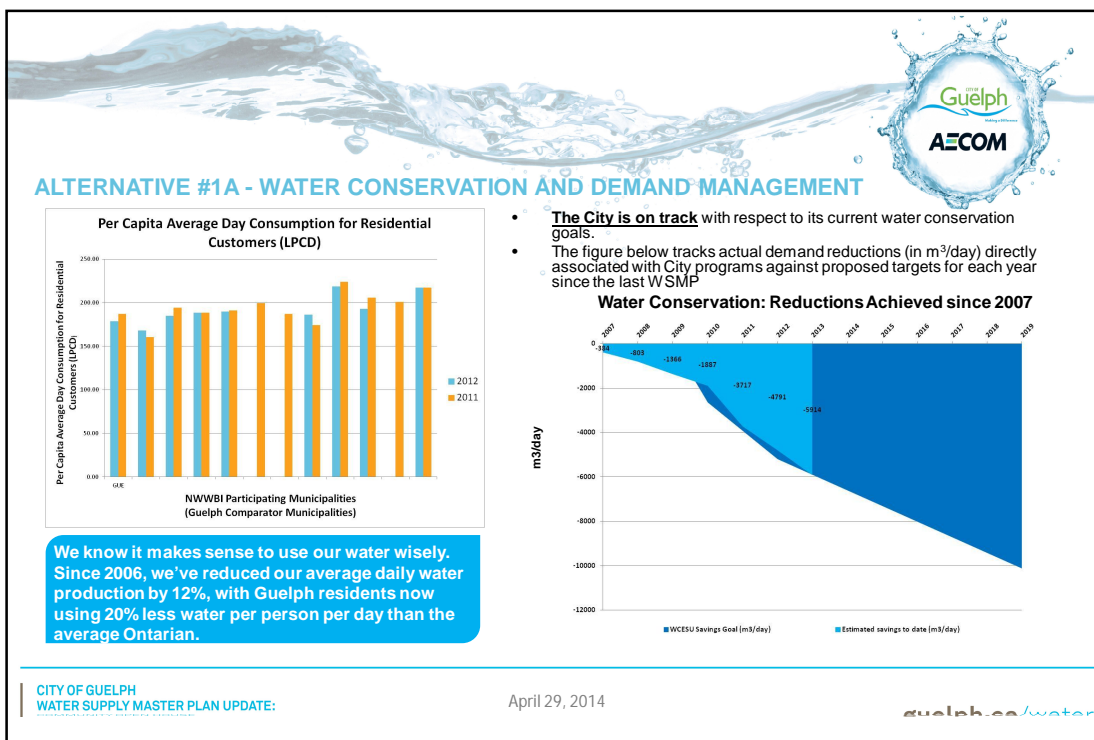 CITY OF
Guelph
Making a Difference
AECOM
ALTERNATIVE #1A - WATER CONSERVATION AND DEMAND MANAGEMENT
Per Capita Average Day Consumption for Residential
Customers (LPCD)
Per Capita Average Day Consumption for Residential
Customers (LPCD)
250.00
200.00
150.00
100.00
50.00
0.00
GUE
2012
2011
NWWBI Participating Municipalities
(Guelph Comparator Municipalities)
We know it makes sense to use our water wisely.
Since 2006, we've reduced our average daily water
production by 12%, with Guelph residents now
using 20% less water per person per day than the
average Ontarian.
• The City is on track with respect to its current water conservation
goals.
• The figure below tracks actual demand reductions (in m³/day) directly
associated with City programs against proposed targets for each year
since the last WSMP
Water Conservation: Reductions Achieved since 2007
2007 2008 2009 2010 2011 2012 2013 2014 2015 2016 2017 2018 2019
0
-2000
-4000
-6000
-8000
-10000
-12000
m3/day
-384
-803
-1366
-1887
-3717
-4791
-5914
WCESU Savings Goal (m3/day)
Estimated savings to date (m3/day)
CITY OF GUELPH
WATER SUPPLY MASTER PLAN UPDATE:
April 29, 2014
guelph.ca/water